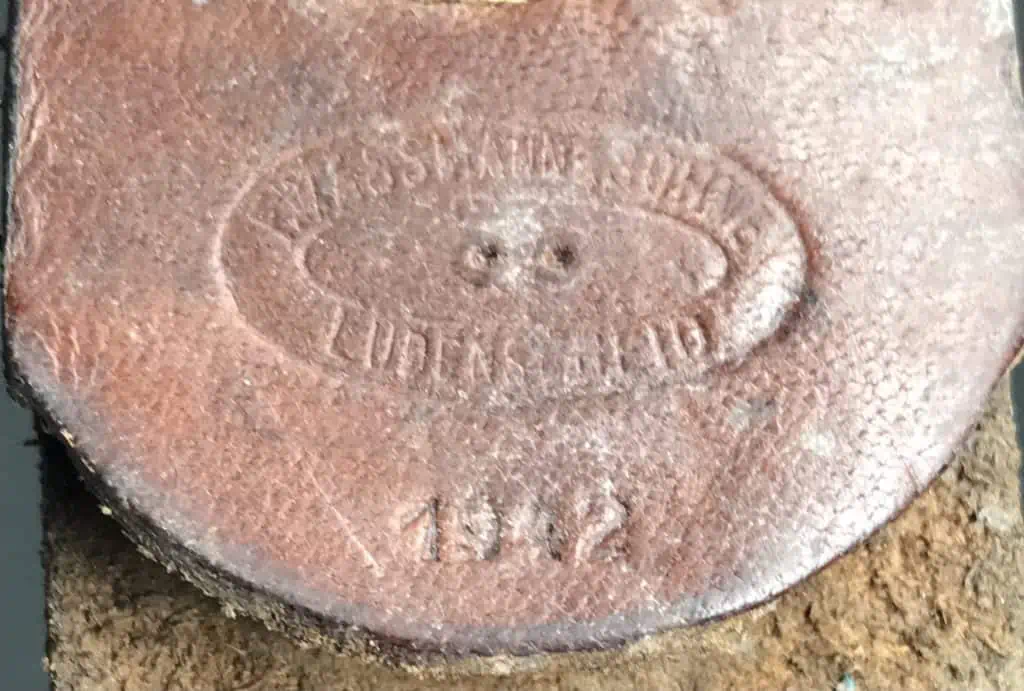 F.W. ASSMANN & SÖHNE
LÜDENSCHEID
1942